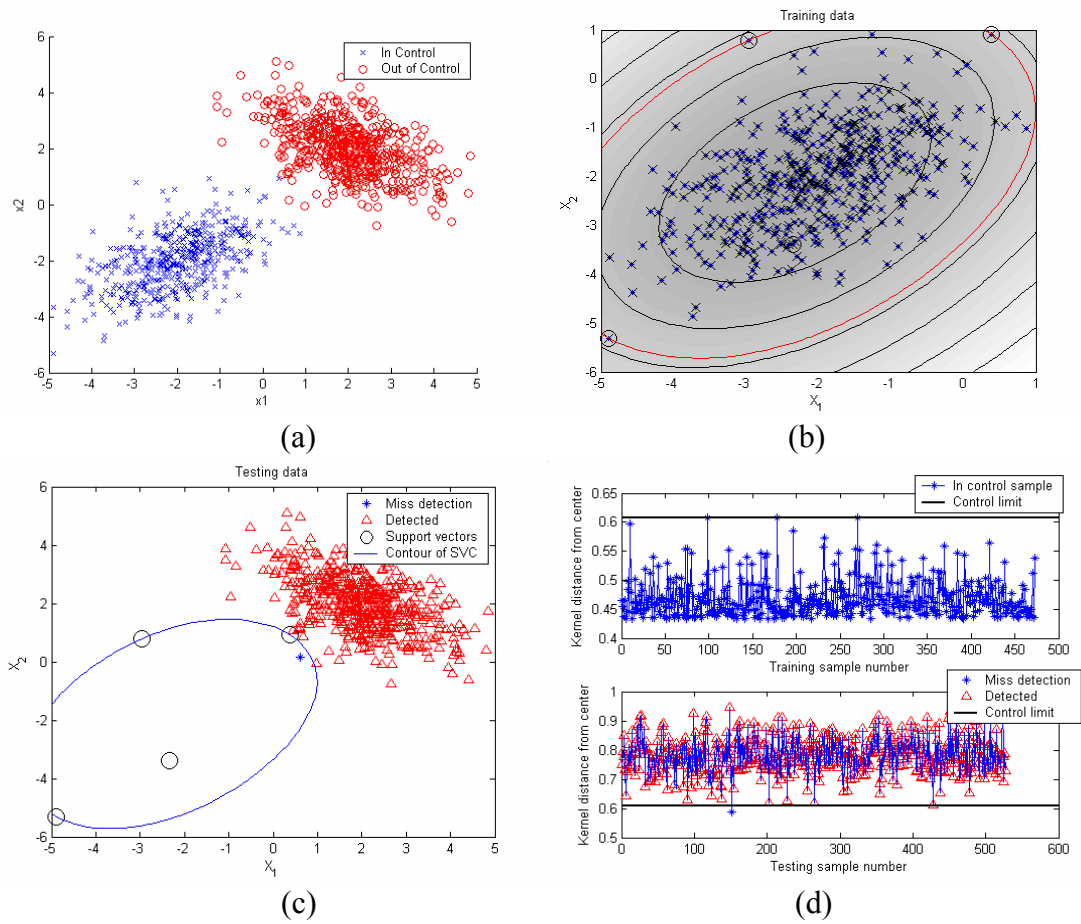 In Control
Out of Control
x2
6
4
2
0
-2
-4
-6
-5 -4 -3 -2 -1 0 1 2 3 4 5
x1
(a)
Training data
X2
1
0
-1
-2
-3
-4
-5
-6
-5 -4 -3 -2 -1 0 1
X1
(b)
Testing data
Miss detection
Detected
Support vectors
Contour of SVC
X2
6
4
2
0
-2
-4
-6
-5 -4 -3 -2 -1 0 1 2 3 4 5
X1
(c)
In control sample
Control limit
Kernel distance from center
0.65
0.6
0.55
0.5
0.45
0.4
0 50 100 150 200 250 300 350 400 450 500
Training sample number
Miss detection
Detected
Control limit
Kernel distance from center
1
0.9
0.8
0.7
0.6
0.5
0 100 200 300 400 500 600
Testing sample number
(d)